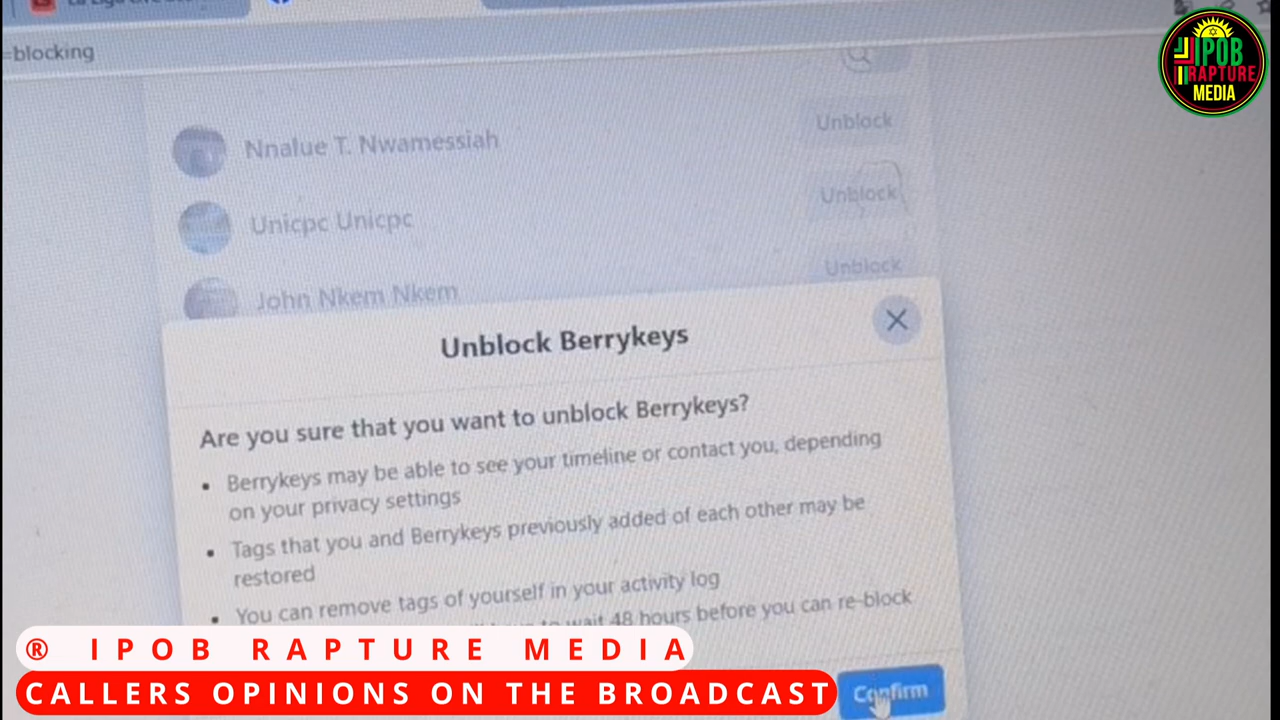 =blocking
IPOB
RAPTURE
MEDIA
Nnalue T. Nwamessiah
Unblock
Unicpc Unicpc
Unblock
John Nkem Nkem
Unblock
Unblock Berrykeys
Are you sure that you want to unblock Berrykeys?
• Berrykeys may be able to see your timeline or contact you, depending
on your privacy settings
• Tags that you and Berrykeys previously added of each other may be
restored
• You can remove tags of yourself in your activity log
wait 48 hours before you can re-block
® IPOB RAPTURE MEDIA
CALLERS OPINIONS ON THE BROADCAST
Confirm